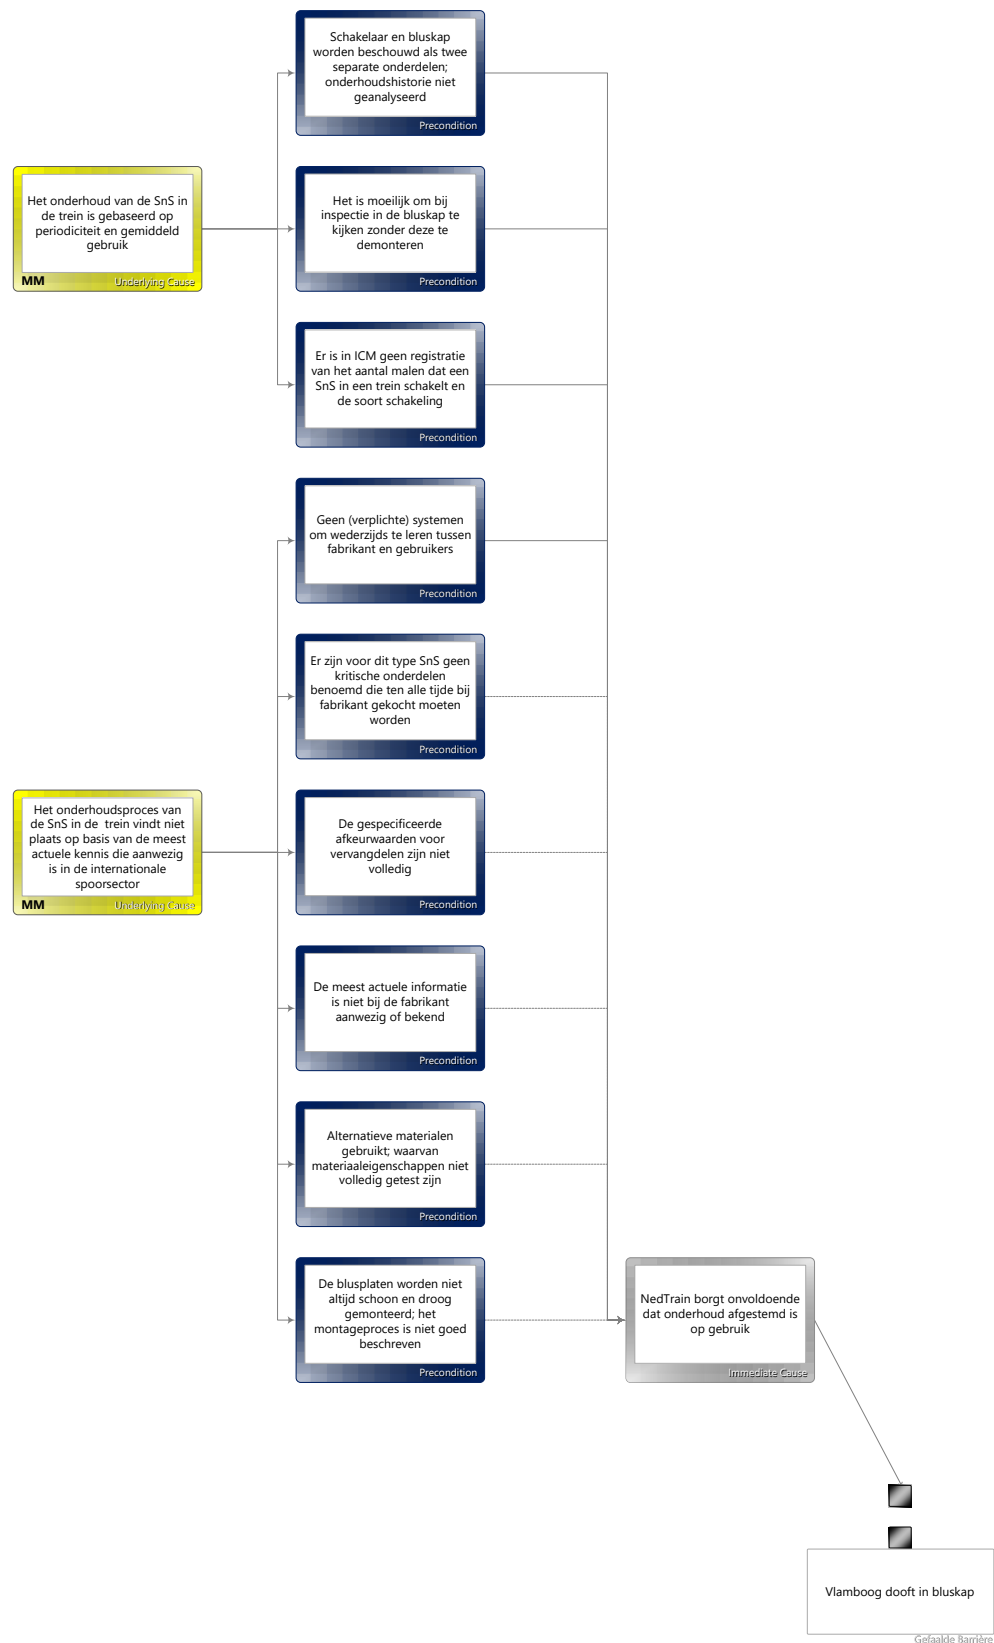 Schakelaar en bluskap
worden beschouwd als twee
separate onderdelen;
onderhoudshistorie niet
geanalyseerd
Precondition
Het onderhoud van de SnS in
de trein is gebaseerd op
periodiciteit en gemiddeld
gebruik
MM Underlying Cause
Het is moeilijk om bij
inspectie in de bluskap te
kijken zonder deze te
demonteren
Precondition
Er is in ICM geen registratie
van het aantal malen dat een
SnS in een trein schakelt en
de soort schakeling
Precondition
Geen (verplichte) systemen
om wederzijds te leren tussen
fabrikant en gebruikers
Precondition
Er zijn voor dit type SnS geen
kritische onderdelen
benoemd die ten alle tijde bij
fabrikant gekocht moeten
worden
Precondition
Het onderhoudsproces van
de SnS in de  trein vindt niet
plaats op basis van de meest
actuele kennis die aanwezig
is in de internationale
spoorsector
MM Underlying Cause
De gespecificeerde
afkeurwaarden voor
vervangdelen zijn niet
volledig
Precondition
De meest actuele informatie
is niet bij de fabrikant
aanwezig of bekend
Precondition
Alternatieve materialen
gebruikt; waarvan
materiaaleigenschappen niet
volledig getest zijn
Precondition
De blusplaten worden niet
altijd schoon en droog
gemonteerd; het
montageproces is niet goed
beschreven
Precondition
NedTrain borgt onvoldoende
dat onderhoud afgestemd is
op gebruik
Immediate Cause
Vlamboog dooft in bluskap
Gefaalde Barrière